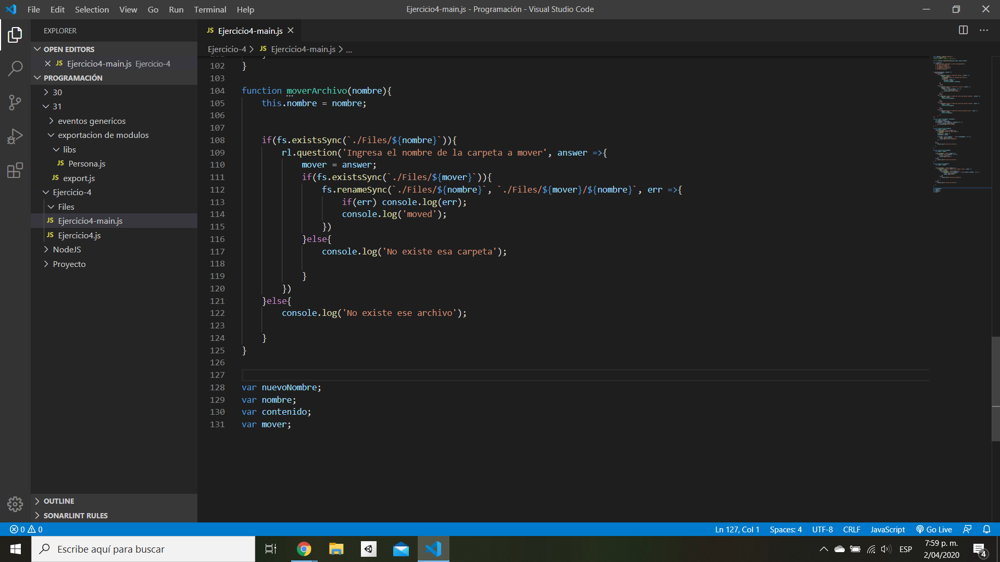 File Edit Selection View Go Run Terminal Help
Ejercicio4-main.js - Programación - Visual Studio Code
EXPLORER
OPEN EDITORS
JS Ejercicio4-main.js Ejercicio-4
PROGRAMACIÓN
30
31
eventos genericos
exportacion de modulos
libs
JS Persona.js
JS export.js
Ejercicio-4
Files
JS Ejercicio4-main.js
JS Ejercicio4.js
NodeJS
Proyecto
OUTLINE
SONARLINT RULES
JS Ejercicio4-main.js
Ejercicio-4 > JS Ejercicio4-main.js > ...
102 }
103
104 function moverArchivo(nombre){
105 this.nombre = nombre;
106
107
108 if(fs.existsSync(`./Files/${nombre}`)){
109 rl.question('Ingresa el nombre de la carpeta a mover', answer =>{
110 mover = answer;
111 if(fs.existsSync(`./Files/${mover}`)){
112 fs.renameSync(`./Files/${nombre}`, `./Files/${mover}/${nombre}`, err =>{
113 if(err) console.log(err);
114 console.log('moved');
115 })
116 }else{
117 console.log('No existe esa carpeta');
118
119 }
120 })
121 }else{
122 console.log('No existe ese archivo');
123
124 }
125 }
126
127
128 var nuevoNombre;
129 var nombre;
130 var contenido;
131 var mover;
0 0
Ln 127, Col 1 Spaces: 4 UTF-8 CRLF JavaScript Go Live
Escribe aquí para buscar
ESP
7:59 p. m.
2/04/2020
4